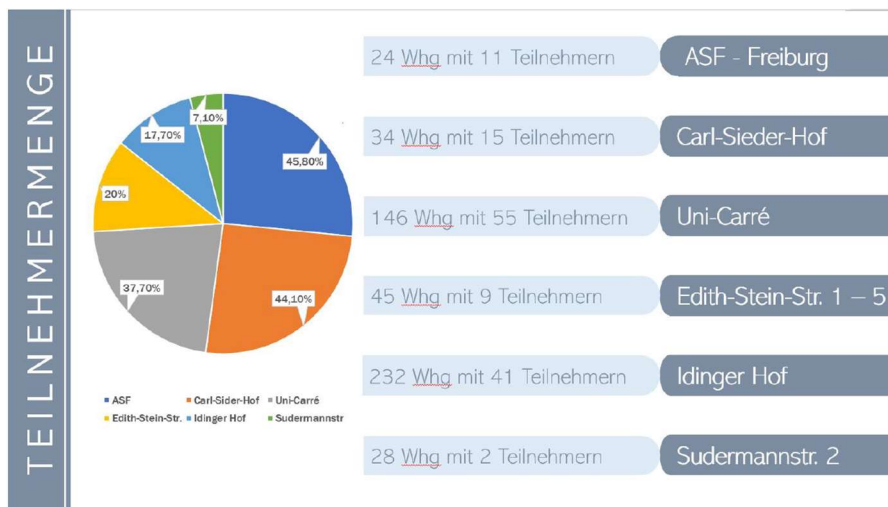 TEILNEHMERMENGE
24 Whg mit 11 Teilnehmern
ASF - Freiburg
34 Whg mit 15 Teilnehmern
Carl-Sieder-Hof
146 Whg mit 55 Teilnehmern
Uni-Carré
45 Whg mit 9 Teilnehmern
Edith-Stein-Str. 1 – 5
232 Whg mit 41 Teilnehmern
Idinger Hof
28 Whg mit 2 Teilnehmern
Sudermannstr. 2
7,10%
17,70%
45,80%
20%
37,70%
44,10%
ASF Carl-Sider-Hof Uni-Carré
Edith-Stein-Str. Idinger Hof Sudermannstr